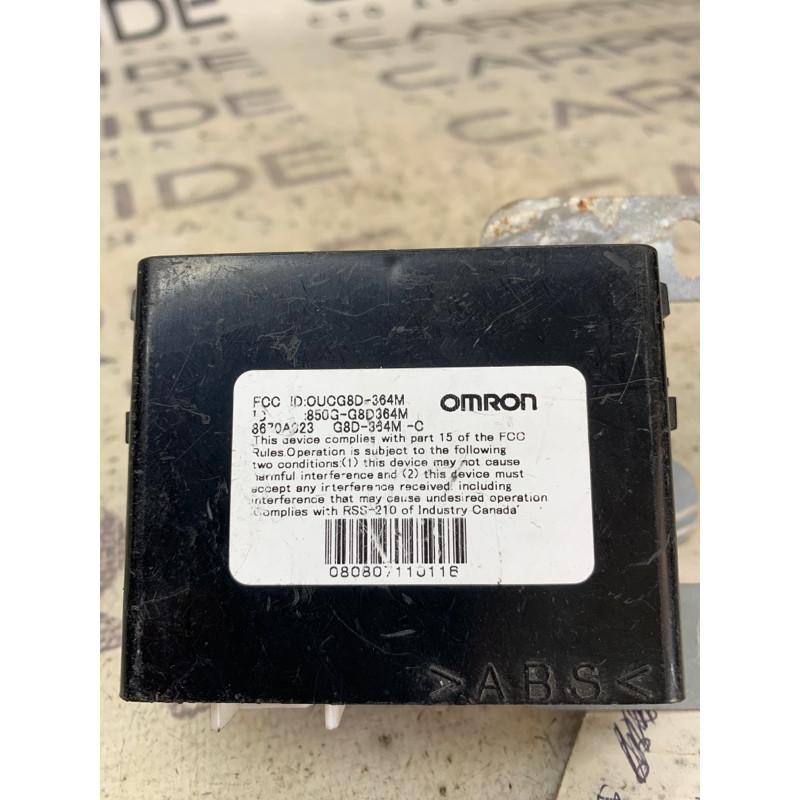 FCC ID:OUCG8D-364M
OMRON
:850G-G8D364M
8670A023 G8D-364M -C
This device complies with part 15 of the FCC
Rules.Operation is subject to the following
two conditions:(1) this device may not cause
harmful interference and (2) this device must
accept any interference received, including
interference that may cause undesired operation
'Complies with RSS-210 of Industry Canada'
080807110116
>ABS<